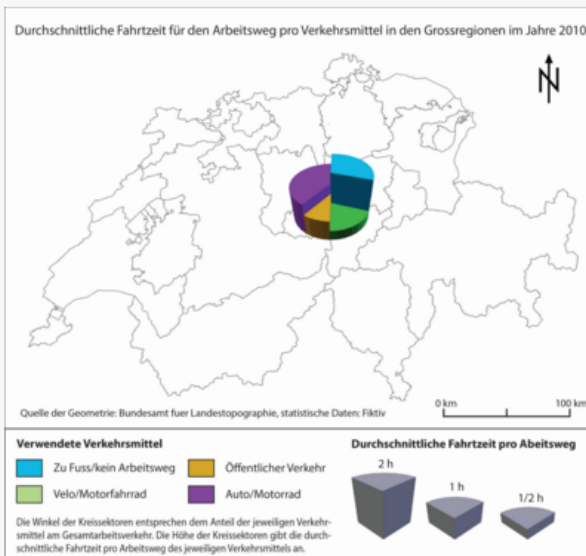 Durchschnittliche Fahrtzeit für den Arbeitsweg pro Verkehrsmittel in den Grossregionen im Jahre 2010
N
Quelle der Geometrie: Bundesamt fuer Landestopographie, statistische Daten: Fiktiv
0 km
100 km
Verwendete Verkehrsmittel
Zu Fuss/kein Arbeitsweg
Öffentlicher Verkehr
Velo/Motorfahrrad
Auto/Motorrad
Die Winkel der Kreissektoren entsprechen dem Anteil der jeweiligen Verkehr-
smittel am Gesamtarbeitsverkehr. Die Höhe der Kreissektoren gibt die durch-
schnittliche Fahrtzeit pro Arbeitsweg des jeweiligen Verkehrsmittels an.
Durchschnittliche Fahrtzeit pro Abeitsweg
2 h
1 h
1/2 h